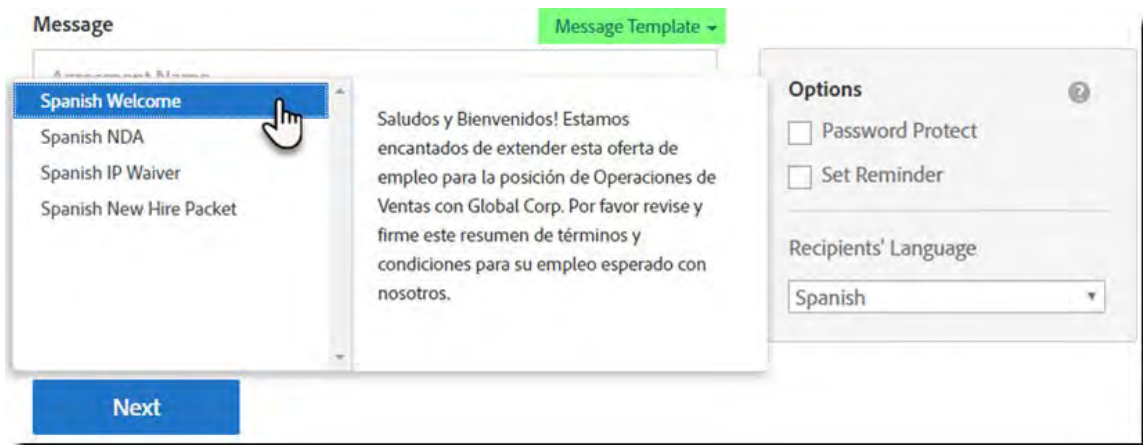 Message
Message Template
Agreement Name
Spanish Welcome
Spanish NDA
Spanish IP Waiver
Spanish New Hire Packet
Saludos y Bienvenidos! Estamos
encantados de extender esta oferta de
empleo para la posición de Operaciones de
Ventas con Global Corp. Por favor revise y
firme este resumen de términos y
condiciones para su empleo esperado con
nosotros.
Options
Password Protect
Set Reminder
Recipients' Language
Spanish
Next